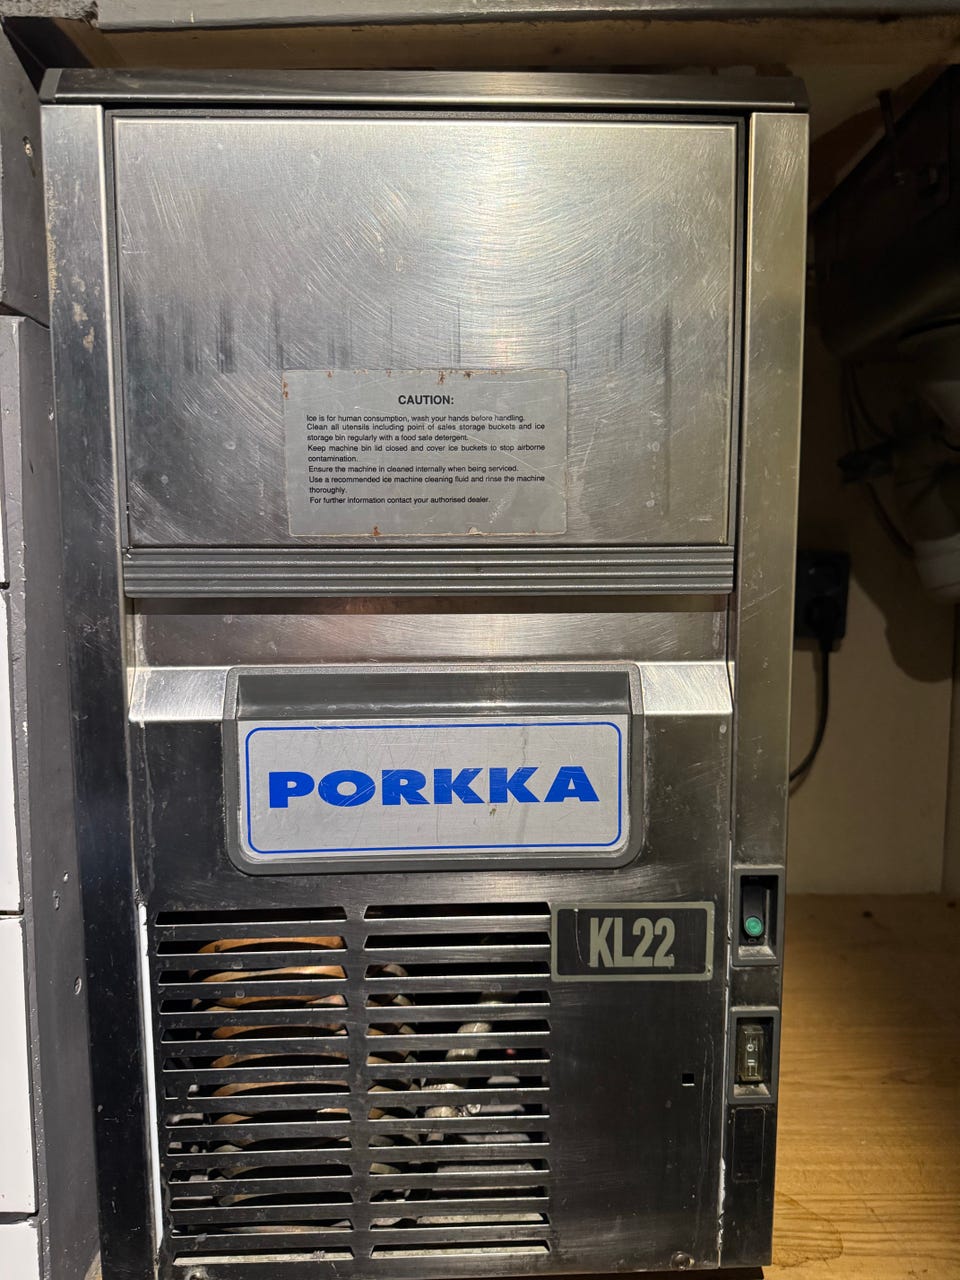 CAUTION:
Ice is for human consumption, wash your hands before handling.
Clean all utensils including point of sales storage buckets and ice
storage bin regularly with a food safe detergent.
Keep machine bin lid closed and cover ice buckets to stop airborne
contamination.
Ensure the machine in cleaned internally when being serviced.
Use a recommended ice machine cleaning fluid and rinse the machine
thoroughly.
For further information contact your authorised dealer.
PORKKA
KL22